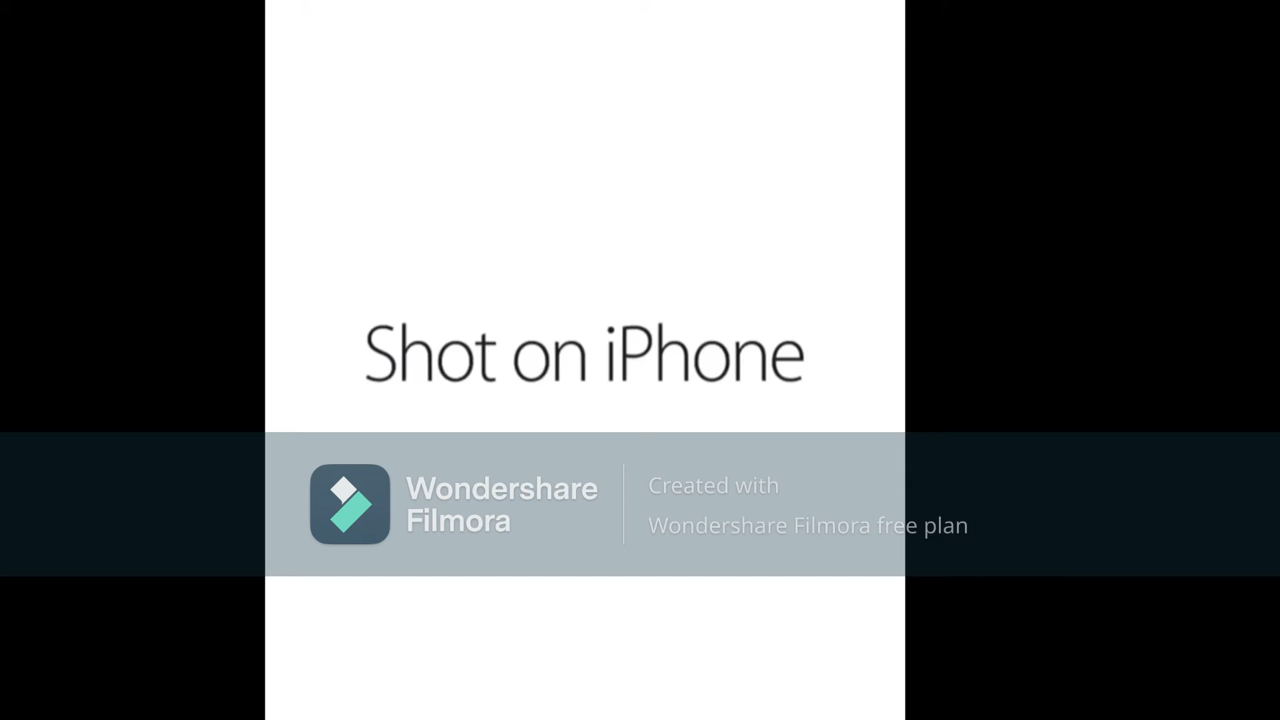 Shot on iPhone
Wondershare
Filmora
Created with
Wondershare Filmora free plan